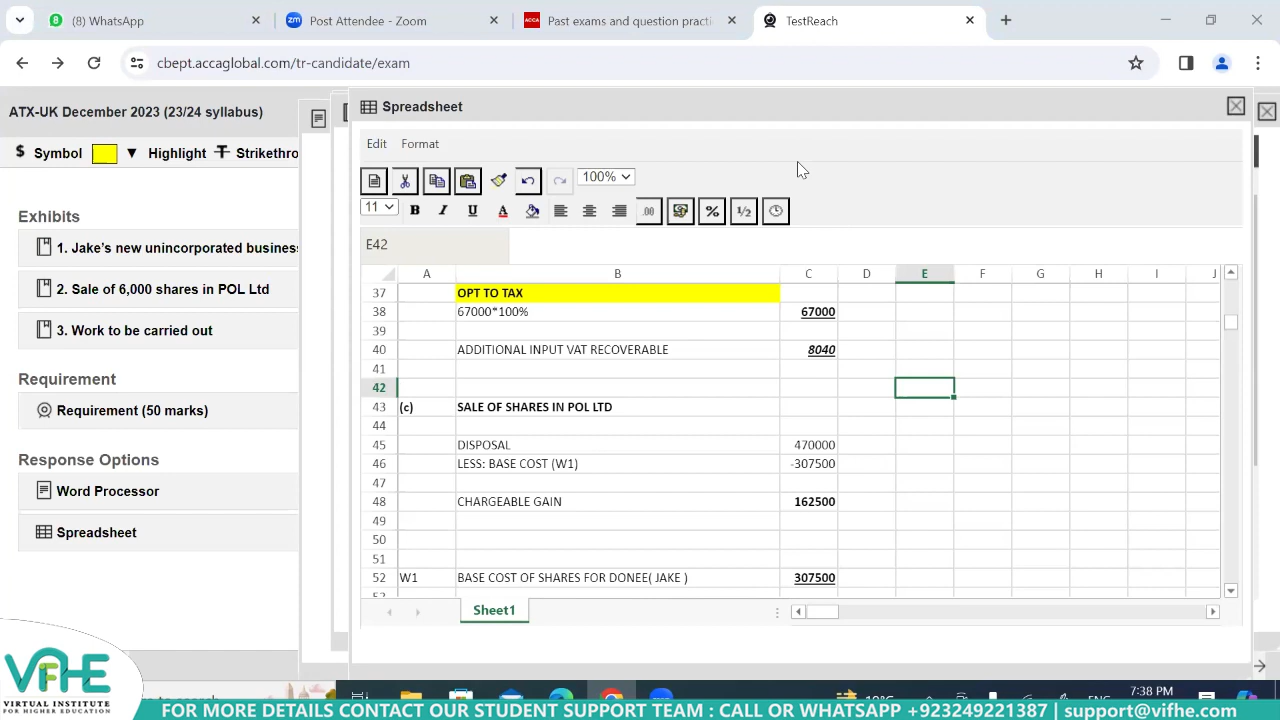 (8) WhatsApp
Post Attendee - Zoom
Past exams and question practi
TestReach
cbept.accaglobal.com/tr-candidate/exam
ATX-UK December 2023 (23/24 syllabus)
$ Symbol Highlight Strikethro
Exhibits
1. Jake's new unincorporated busines
2. Sale of 6,000 shares in POL Ltd
3. Work to be carried out
Requirement
Requirement (50 marks)
Response Options
Word Processor
Spreadsheet
Spreadsheet
Edit Format
100%
11 B I U A .00 % 1/2
E42
A B C D E F G H I J
37 OPT TO TAX
38 67000*100% 67000
39
40 ADDITIONAL INPUT VAT RECOVERABLE 8040
41
42
43 (c) SALE OF SHARES IN POL LTD
44
45 DISPOSAL 470000
46 LESS: BASE COST (W1) -307500
47
48 CHARGEABLE GAIN 162500
49
50
51
52 W1 BASE COST OF SHARES FOR DONEE( JAKE ) 307500
Sheet1
VIFHE
VIRTUAL INSTITUTE
FOR HIGHER EDUCATION
ENG 7:38 PM
FOR MORE DETAILS CONTACT OUR STUDENT SUPPORT TEAM : CALL OR WHATSAPP +923249221387 | support@vifhe.com